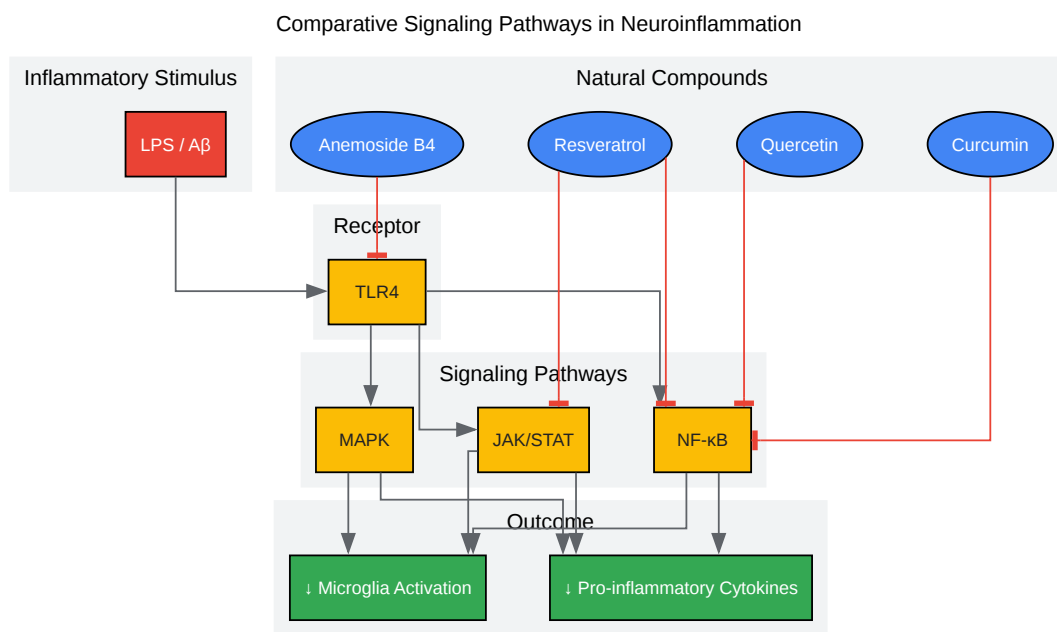 Comparative Signaling Pathways in Neuroinflammation
Inflammatory Stimulus
Natural Compounds
LPS / Aβ
Anemoside B4
Resveratrol
Quercetin
Curcumin
Receptor
TLR4
Signaling Pathways
MAPK
JAK/STAT
NF-κB
Outcome
↓ Microglia Activation
↓ Pro-inflammatory Cytokines